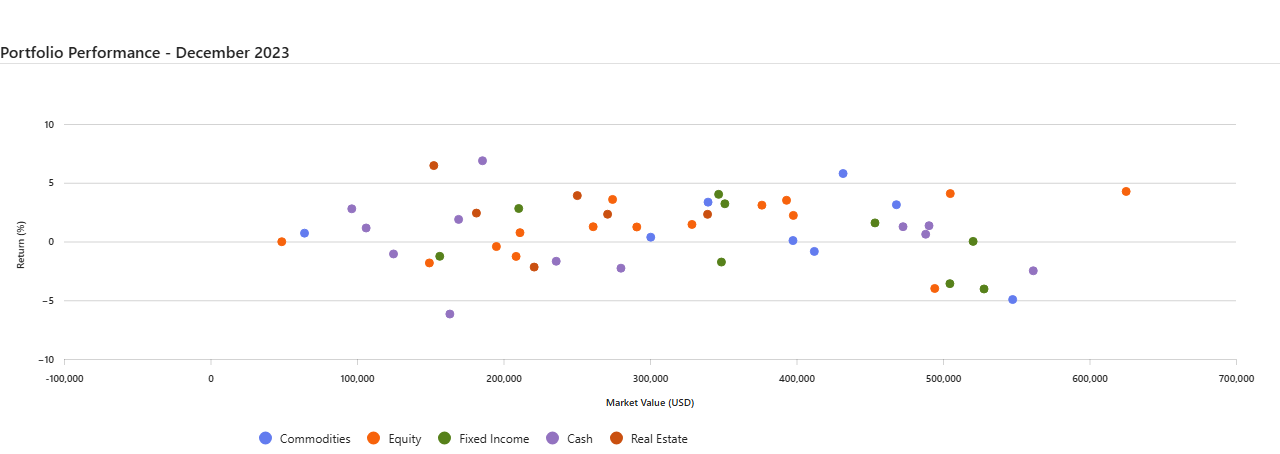 Portfolio Performance - December 2023
10
5
0
−5
−10
Return (%)
-100,000 0 100,000 200,000 300,000 400,000 500,000 600,000 700,000
Market Value (USD)
Commodities Equity Fixed Income Cash Real Estate